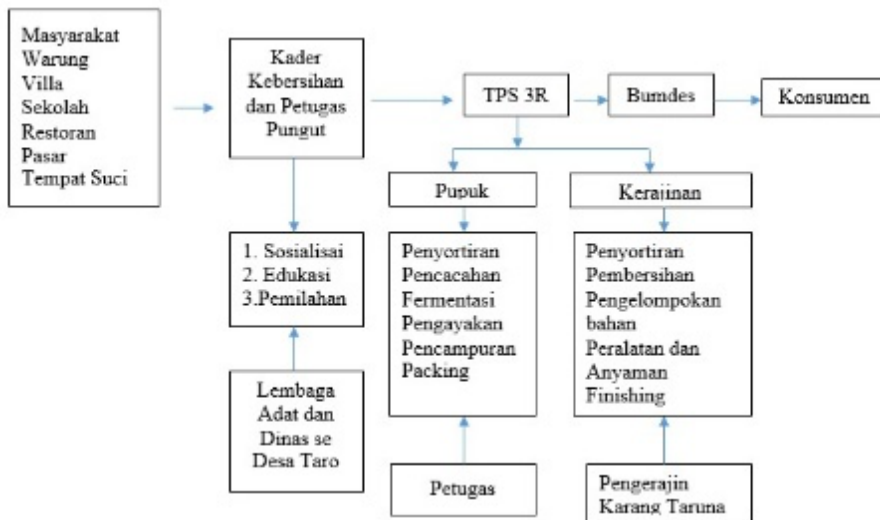 Masyarakat
Warung
Villa
Sekolah
Restoran
Pasar
Tempat Suci
Kader
Kebersihan
dan Petugas
Pungut
TPS 3R
Bumdes
Konsumen
Pupuk
Kerajinan
1. Sosialisai
2. Edukasi
3.Pemilahan
Penyortiran
Pencacahan
Fermentasi
Pengayakan
Pencampuran
Packing
Penyortiran
Pembersihan
Pengelompokan
bahan
Peralatan dan
Anyaman
Finishing
Lembaga
Adat dan
Dinas se
Desa Taro
Petugas
Pengerajin
Karang Taruna